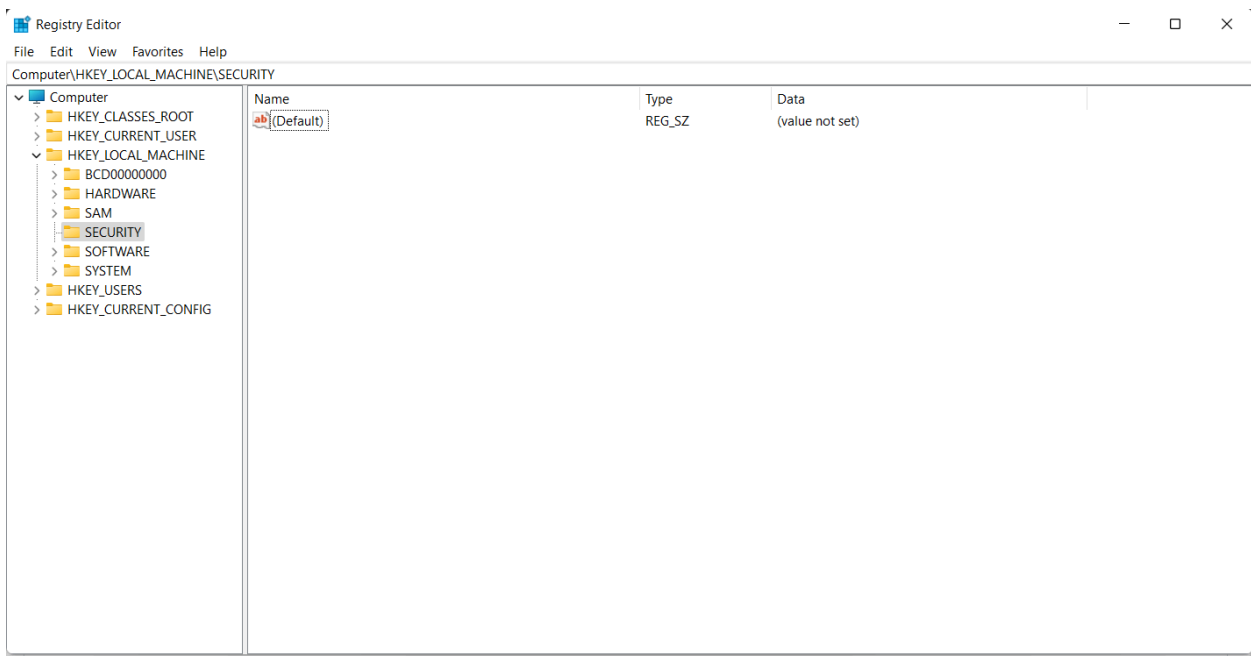 Registry Editor
File Edit View Favorites Help
Computer\HKEY_LOCAL_MACHINE\SECURITY
Computer
HKEY_CLASSES_ROOT
HKEY_CURRENT_USER
HKEY_LOCAL_MACHINE
BCD00000000
HARDWARE
SAM
SECURITY
SOFTWARE
SYSTEM
HKEY_USERS
HKEY_CURRENT_CONFIG
Name Type Data
ab (Default) REG_SZ (value not set)